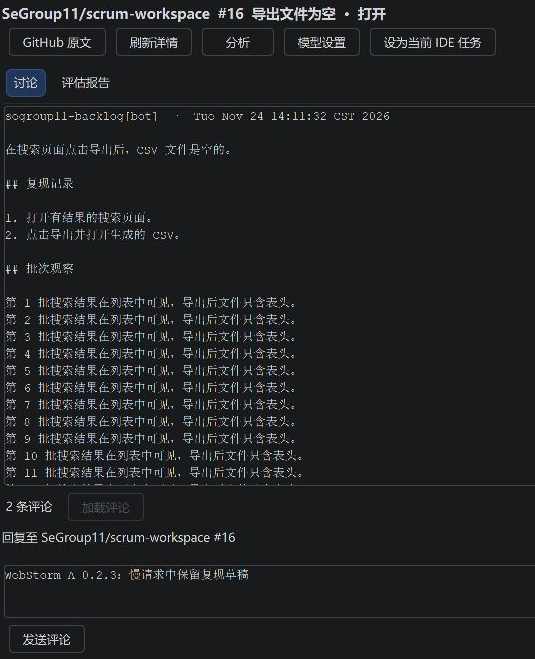 SeGroup11/scrum-workspace #16 导出文件为空 · 打开
GitHub 原文 刷新详情 分析 模型设置 设为当前 IDE 任务
讨论 评估报告
segroup11-backlog[bot] · Tue Nov 24 14:11:32 CST 2026
在搜索页面点击导出后，CSV 文件是空的。
## 复现记录
1. 打开有结果的搜索页面。
2. 点击导出并打开生成的 CSV。
## 批次观察
第 1 批搜索结果在列表中可见，导出后文件只含表头。
第 2 批搜索结果在列表中可见，导出后文件只含表头。
第 3 批搜索结果在列表中可见，导出后文件只含表头。
第 4 批搜索结果在列表中可见，导出后文件只含表头。
第 5 批搜索结果在列表中可见，导出后文件只含表头。
第 6 批搜索结果在列表中可见，导出后文件只含表头。
第 7 批搜索结果在列表中可见，导出后文件只含表头。
第 8 批搜索结果在列表中可见，导出后文件只含表头。
第 9 批搜索结果在列表中可见，导出后文件只含表头。
第 10 批搜索结果在列表中可见，导出后文件只含表头。
第 11 批搜索结果在列表中可见，导出后文件只含表头。
2 条评论 加载评论
回复至 SeGroup11/scrum-workspace #16
WebStorm A 0.2.3：慢请求中保留复现草稿
发送评论